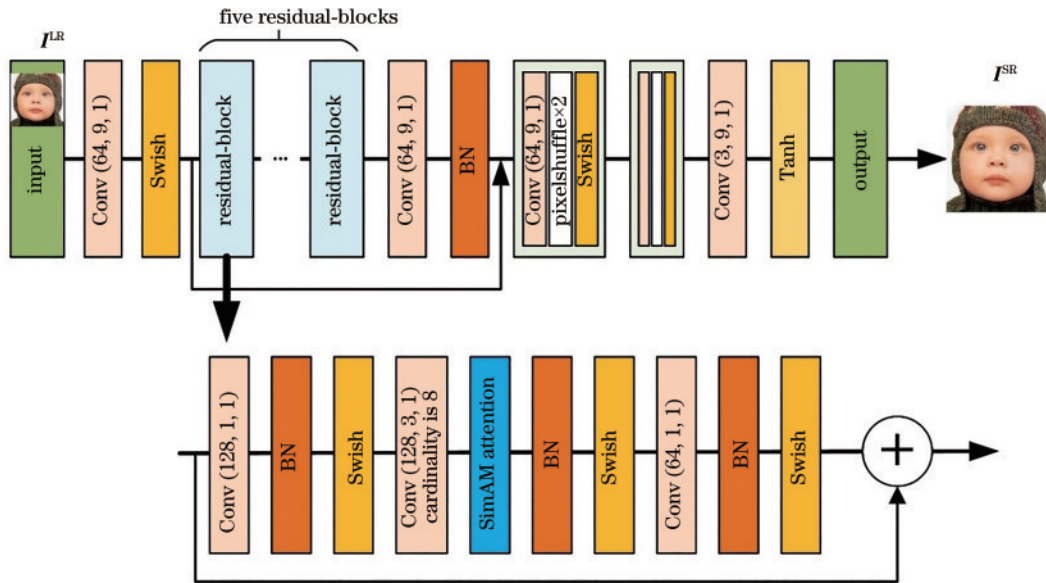 five residual-blocks
I^LR
input
Conv (64, 9, 1)
Swish
residual-block
...
residual-block
Conv (64, 9, 1)
BN
Conv (64, 9, 1)
pixelshuffle×2
Swish
Conv (3, 9, 1)
Tanh
output
I^SR
Conv (128, 1, 1)
BN
Swish
Conv (128, 3, 1)
cardinality is 8
SimAM attention
BN
Swish
Conv (64, 1, 1)
BN
Swish
+